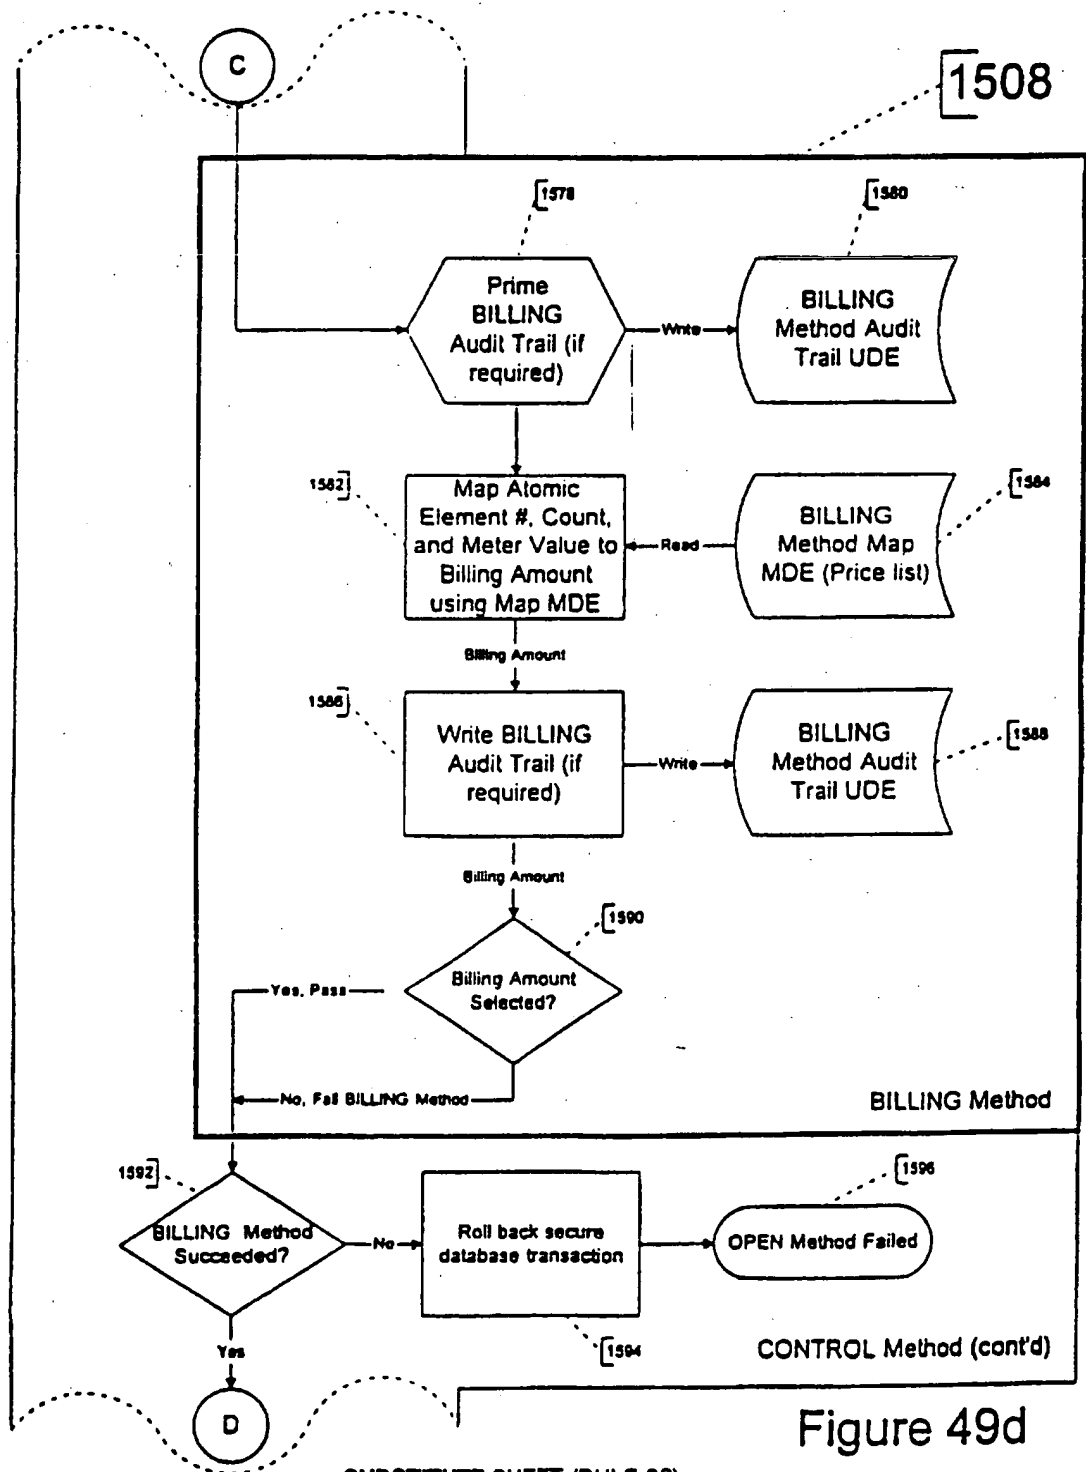 C
1508
1578
1580
Prime
BILLING
Audit Trail (if
required)
Write
BILLING
Method Audit
Trail UDE
1582
1584
Map Atomic
Element #, Count,
and Meter Value to
Billing Amount
using Map MDE
Read
BILLING
Method Map
MDE (Price list)
Billing Amount
1586
1588
Write BILLING
Audit Trail (if
required)
Write
BILLING
Method Audit
Trail UDE
Billing Amount
1590
Billing Amount
Selected?
Yes, Pass
No, Fail BILLING Method
BILLING Method
1592
1596
BILLING Method
Succeeded?
No
Roll back secure
database transaction
OPEN Method Failed
Yes
1594
CONTROL Method (cont'd)
D
Figure 49d